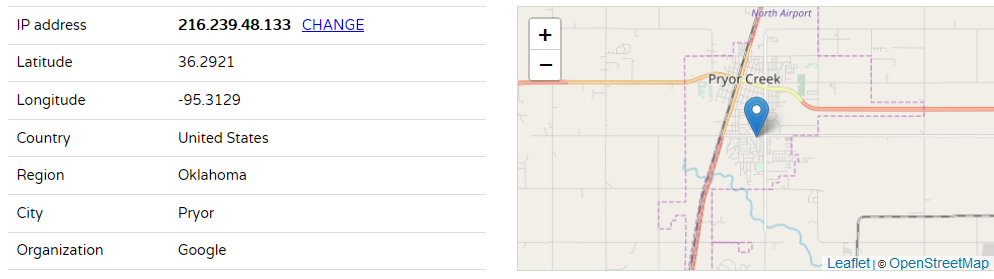 IP address 216.239.48.133 CHANGE
Latitude 36.2921
Longitude -95.3129
Country United States
Region Oklahoma
City Pryor
Organization Google
North Airport
+
−
Pryor Creek
Leaflet | © OpenStreetMap